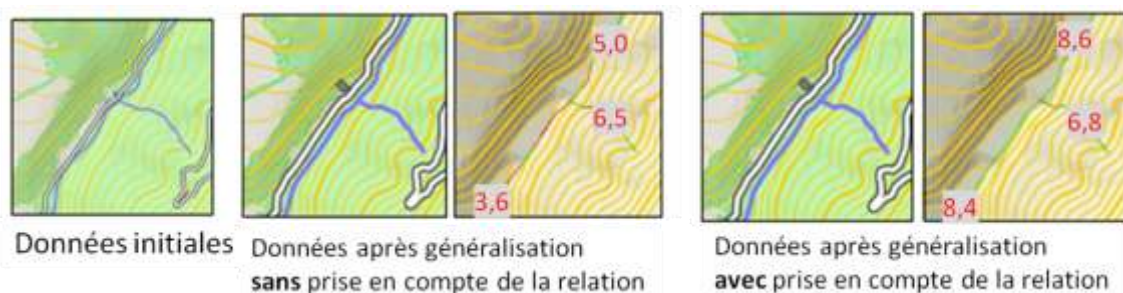 5,0
6,5
3,6
8,6
6,8
8,4
Données initiales
Données après généralisation
sans prise en compte de la relation
Données après généralisation
avec prise en compte de la relation